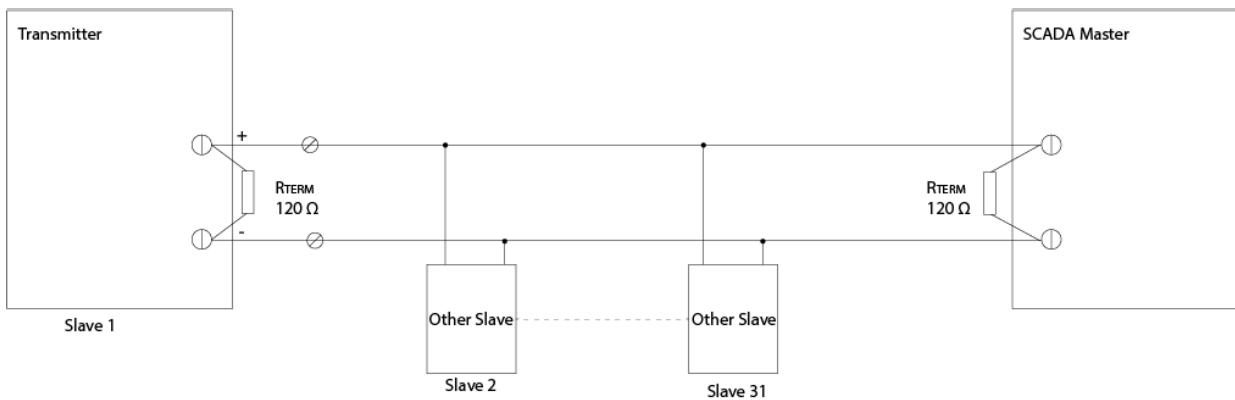 Transmitter
SCADA Master
+
RTERM
120 Ω
RTERM
120 Ω
-
Other Slave
Other Slave
Slave 1
Slave 2
Slave 31